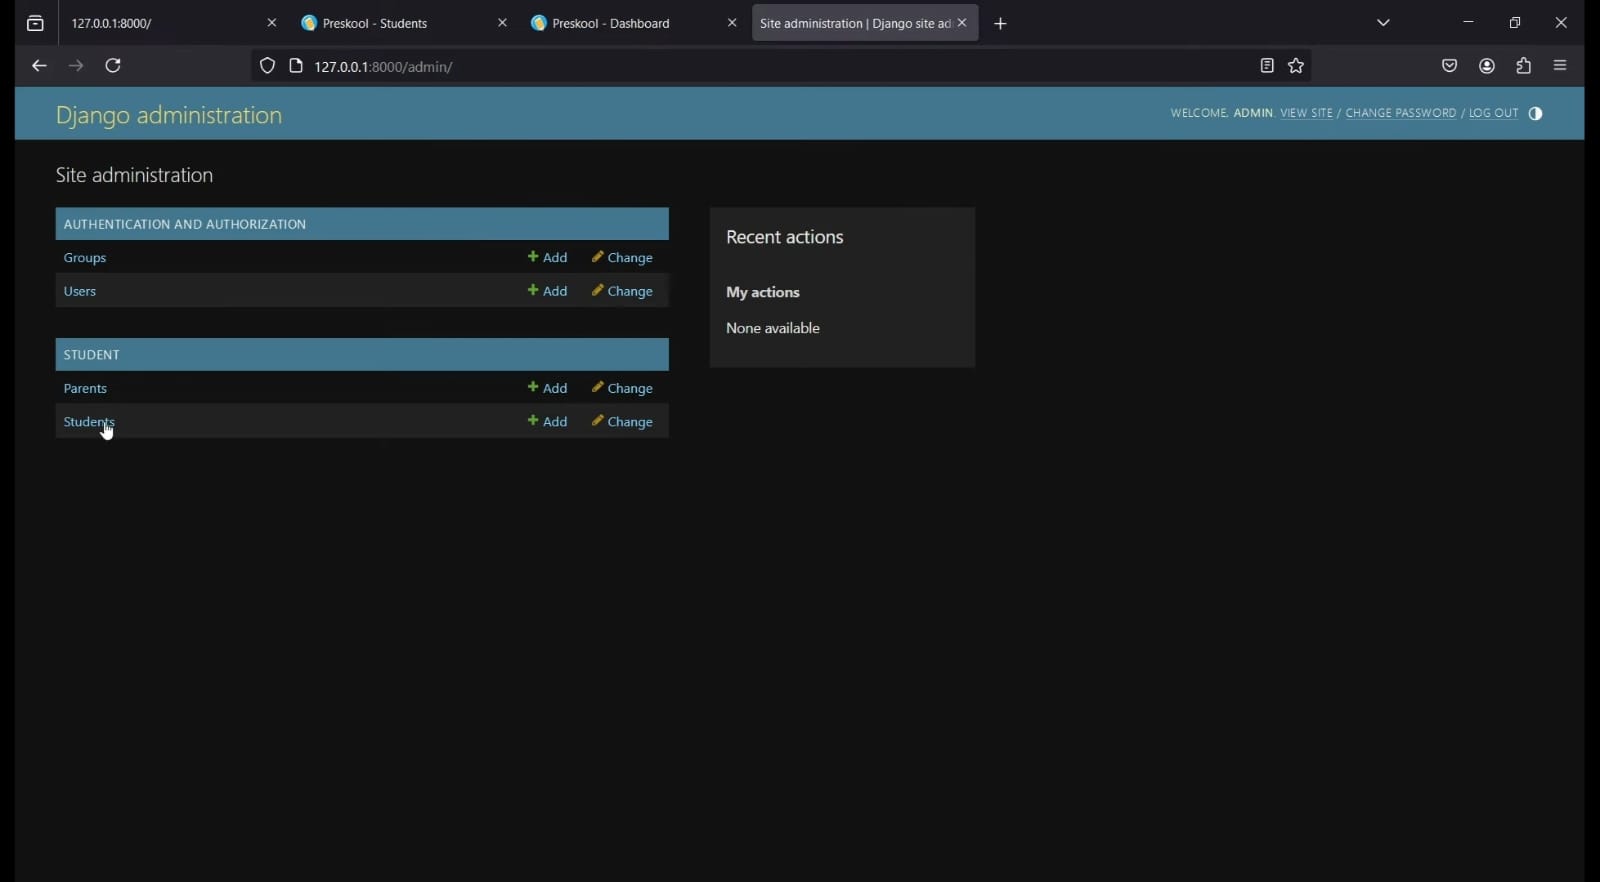 127.0.0.1:8000/
Preskool - Students
Preskool - Dashboard
Site administration | Django site ad
127.0.0.1:8000/admin/
Django administration
WELCOME, ADMIN. VIEW SITE / CHANGE PASSWORD / LOG OUT
Site administration
AUTHENTICATION AND AUTHORIZATION
Groups Add Change
Users Add Change
STUDENT
Parents Add Change
Students Add Change
Recent actions
My actions
None available